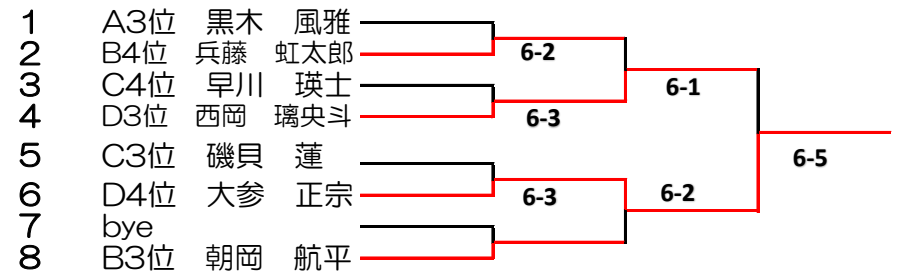 1 A3位 黒木 風雅
2 B4位 兵藤 虹太郎
6-2
3 C4位 早川 瑛士
6-1
4 D3位 西岡 璃央斗
6-3
5 C3位 磯貝 蓮
6-5
6 D4位 大参 正宗
6-3
6-2
7 bye
8 B3位 朝岡 航平